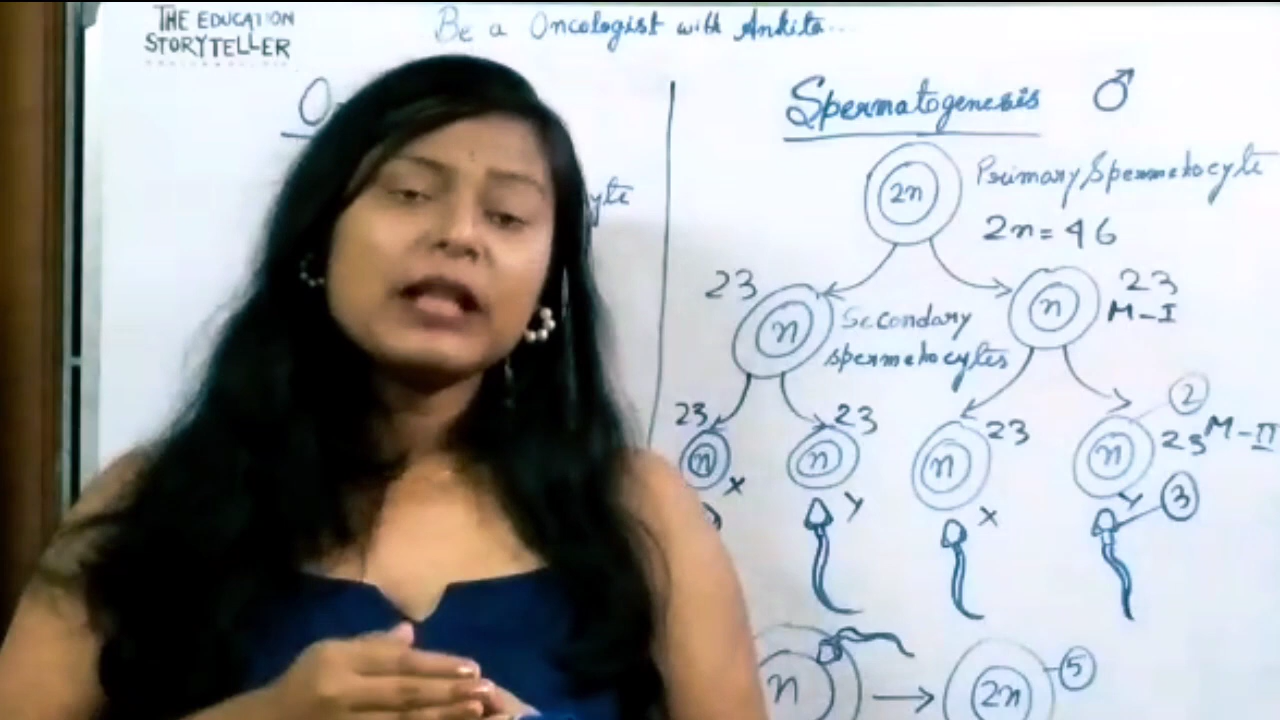 THE EDUCATION
STORYTELLER
Be a Oncologist with Ankita...
Spermatogenesis ♂
2n
Primary Spermatocyte
2n = 46
23
n
Secondary
spermatocytes
n
23
M-I
23
n
X
23
n
Y
23
n
X
2
23
M-II
n
Y
3
n
2n
5